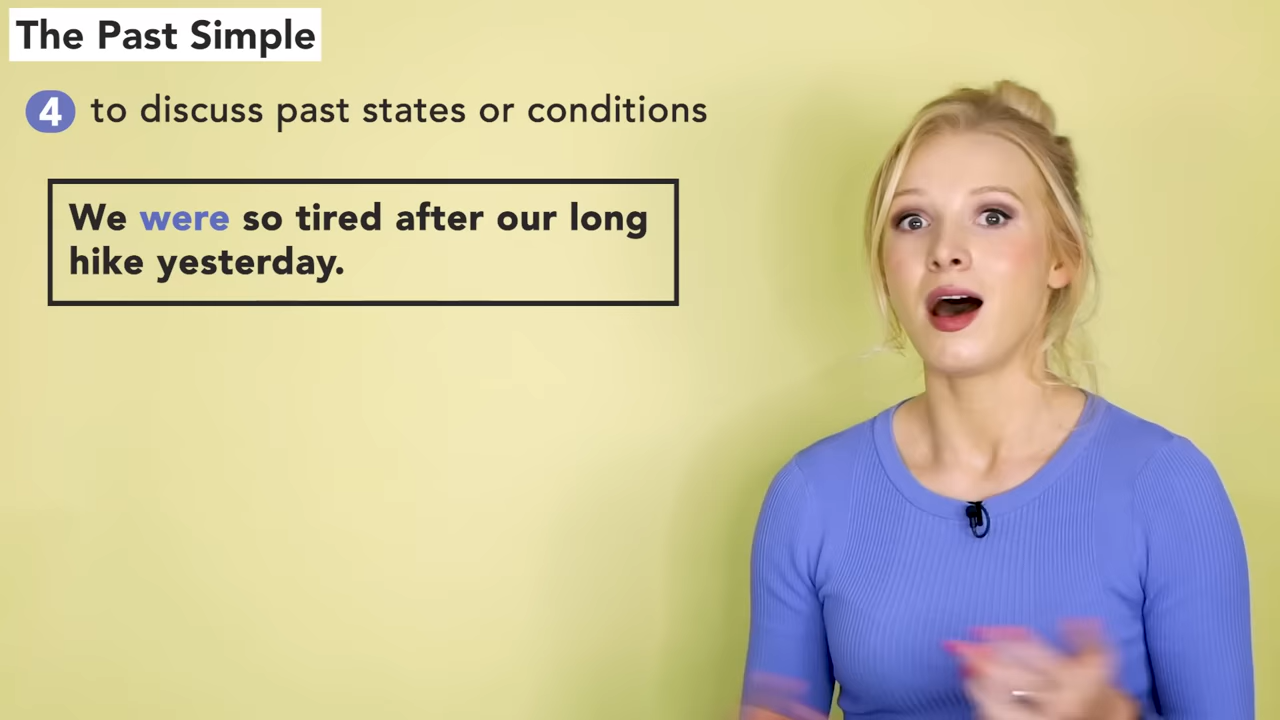 The Past Simple
4 to discuss past states or conditions
We were so tired after our long
hike yesterday.